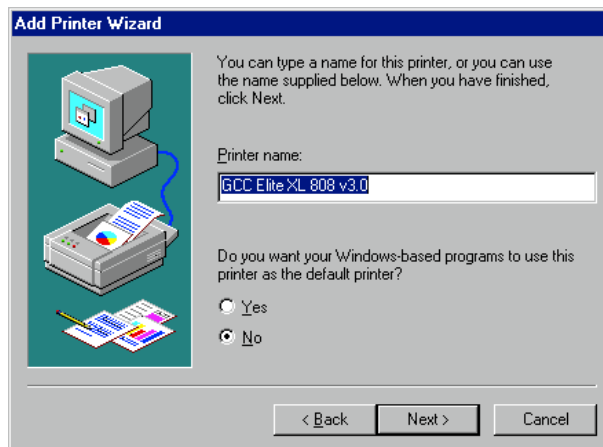 Add Printer Wizard
You can type a name for this printer, or you can use
the name supplied below. When you have finished,
click Next.
Printer name:
GCC Elite XL 808 v3.0
Do you want your Windows-based programs to use this
printer as the default printer?
Yes
No
< Back
Next >
Cancel